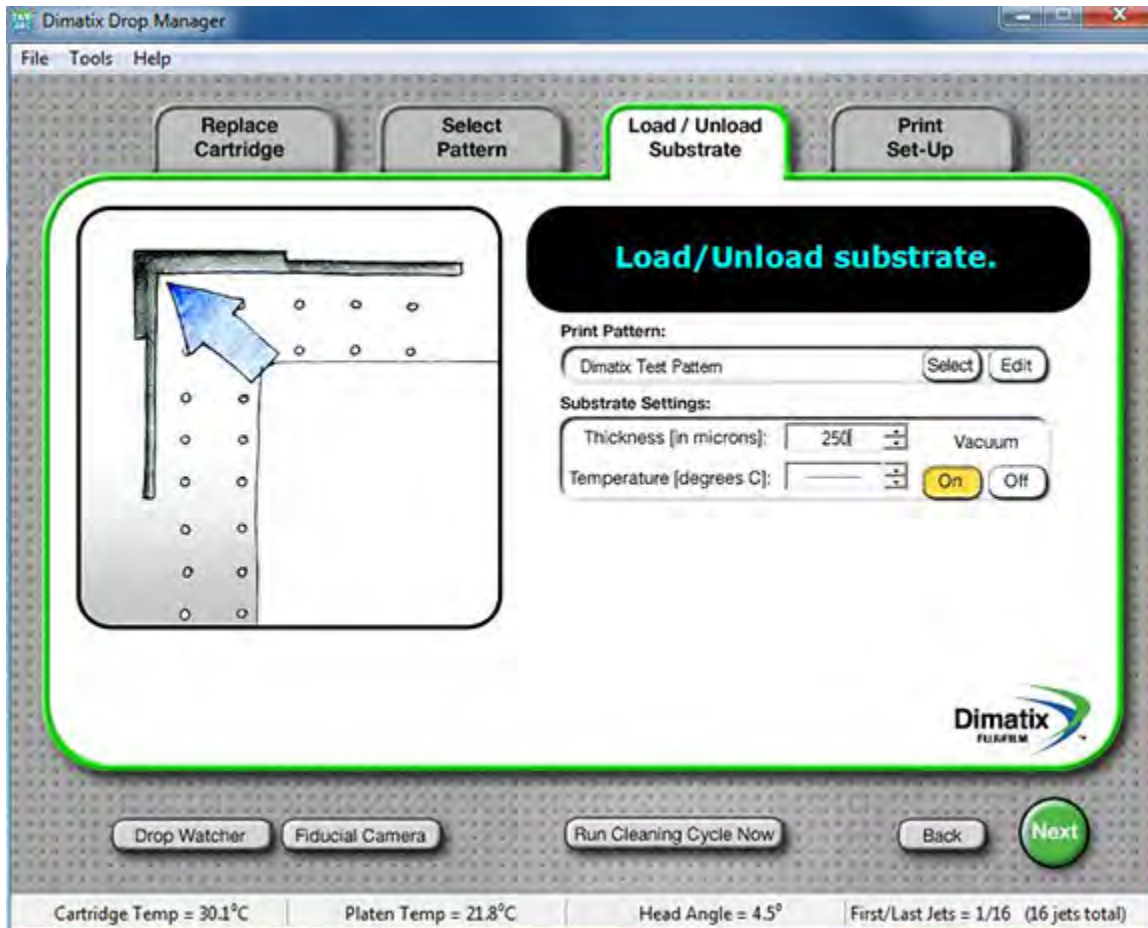 Dimatix Drop Manager
File Tools Help
Replace Cartridge
Select Pattern
Load / Unload Substrate
Print Set-Up
Load/Unload substrate.
Print Pattern:
Dimatix Test Pattern Select Edit
Substrate Settings:
Thickness [in microns]: 250 Vacuum
Temperature [degrees C]: On Off
Dimatix
FUJIFILM
Drop Watcher Fiducial Camera Run Cleaning Cycle Now Back Next
Cartridge Temp = 30.1°C Platen Temp = 21.8°C Head Angle = 4.5° First/Last Jets = 1/16 (16 jets total)